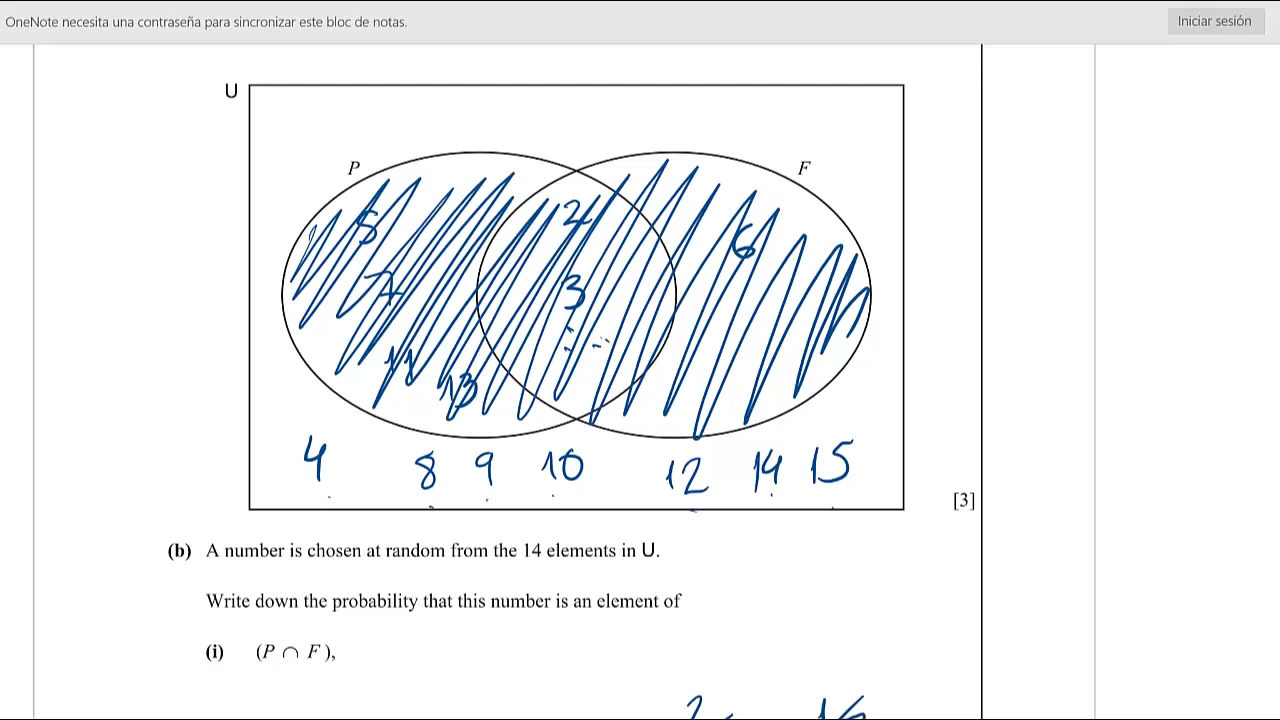 OneNote necesita una contraseña para sincronizar este bloc de notas.
Iniciar sesión
U
P
F
5
2
6
7
3
11
13
4 8 9 10 12 14 15
[3]
(b) A number is chosen at random from the 14 elements in U.
Write down the probability that this number is an element of
(i) (P ∩ F),